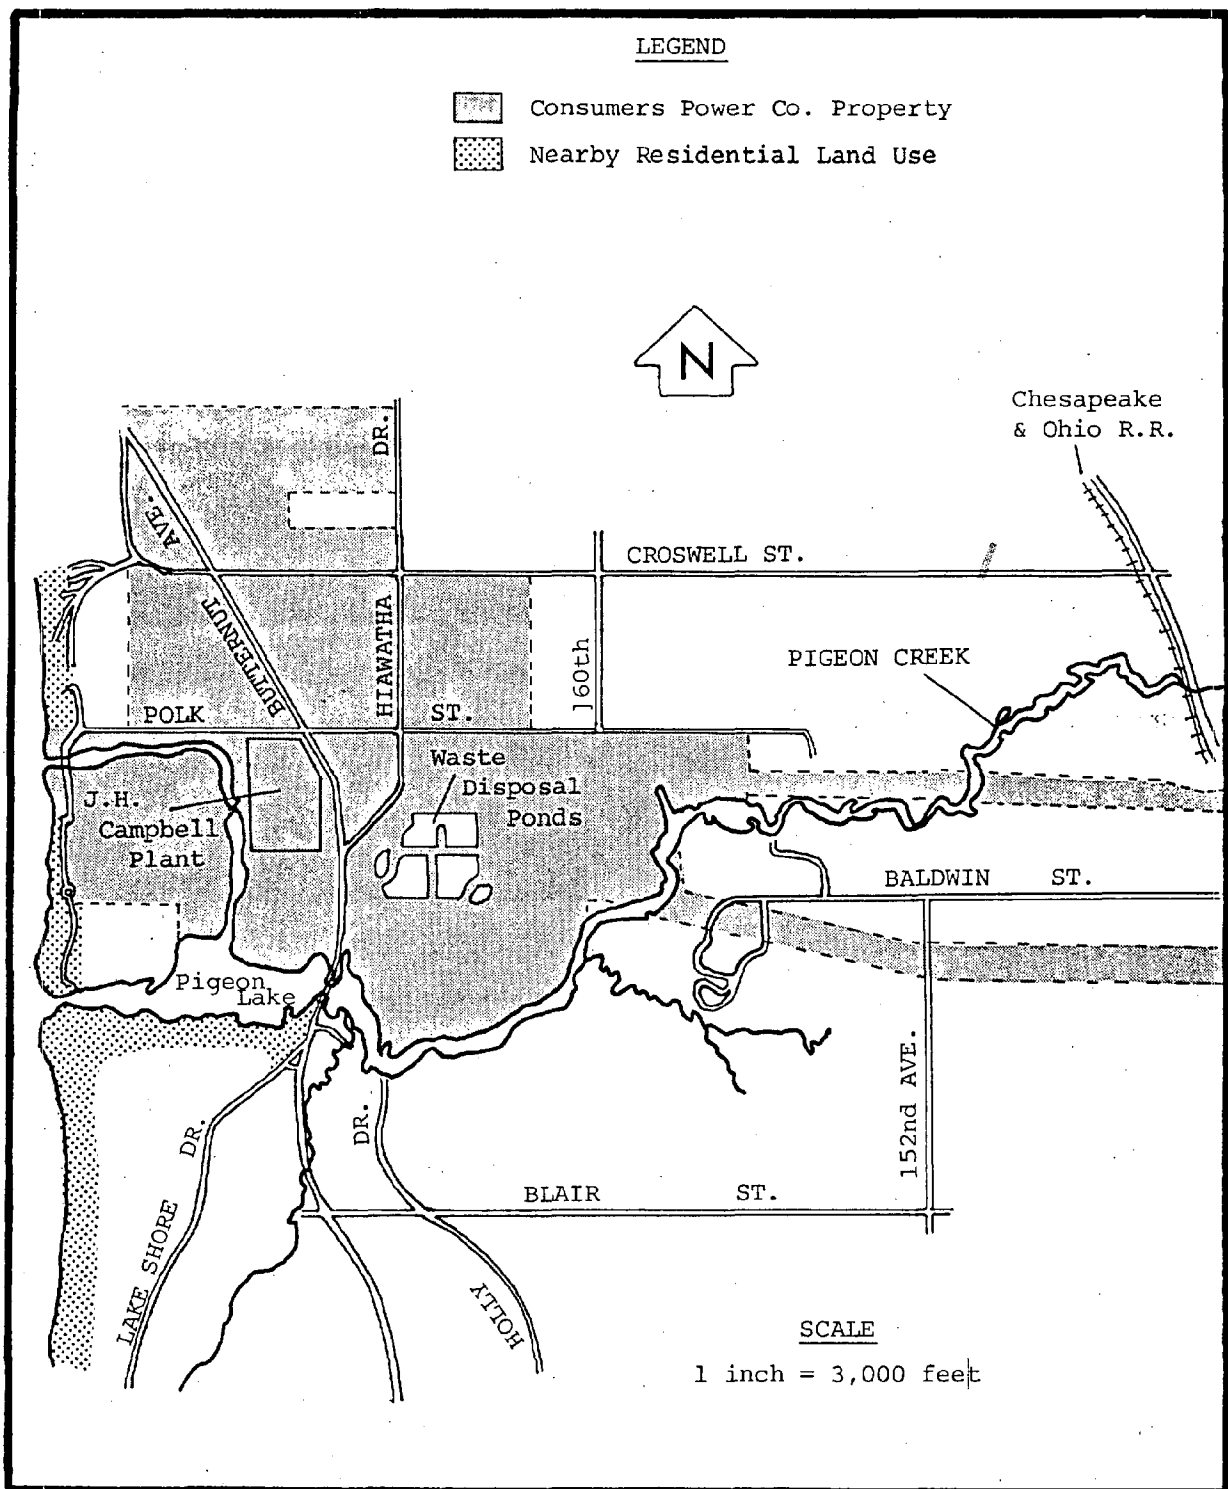 LEGEND
Consumers Power Co. Property
Nearby Residential Land Use
N
Chesapeake
& Ohio R.R.
DR.
AVE.
CROSWELL ST.
BUTTERNUT
HIAWATHA
160th
PIGEON CREEK
POLK ST.
Waste
Disposal
Ponds
J.H.
Campbell
Plant
BALDWIN ST.
Pigeon
Lake
152nd AVE.
DR.
DR.
BLAIR ST.
LAKE SHORE
HOLLY
SCALE
1 inch = 3,000 feet